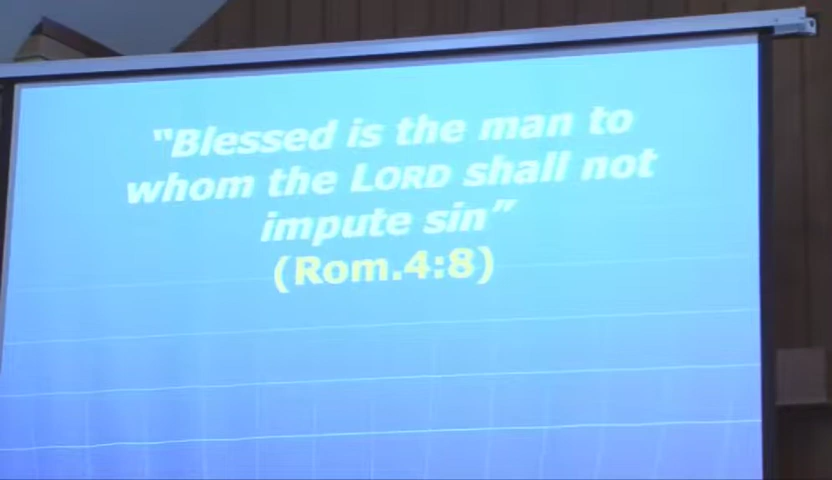 “Blessed is the man to
whom the LORD shall not
impute sin”
(Rom.4:8)